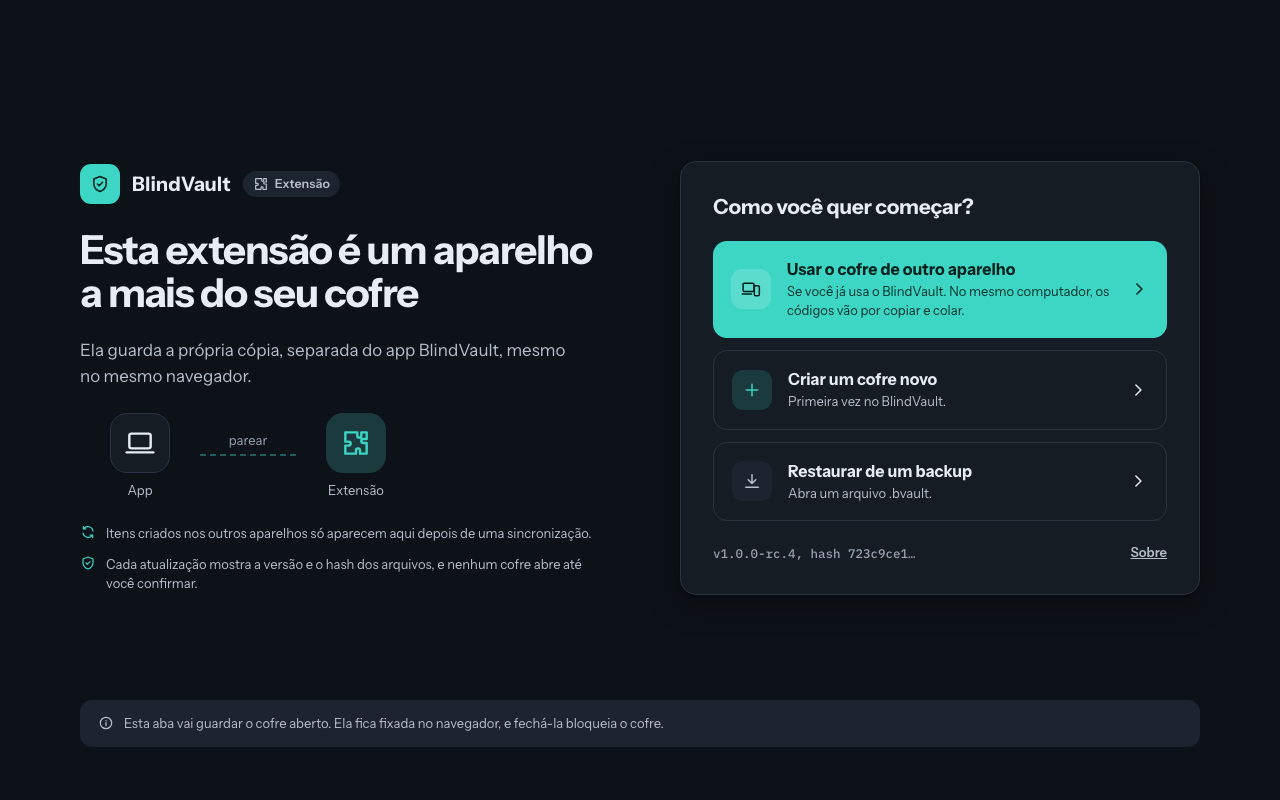 BlindVault
Extensão
Esta extensão é um aparelho
a mais do seu cofre
Ela guarda a própria cópia, separada do app BlindVault, mesmo
no mesmo navegador.
parear
App
Extensão
Itens criados nos outros aparelhos só aparecem aqui depois de uma sincronização.
Cada atualização mostra a versão e o hash dos arquivos, e nenhum cofre abre até
você confirmar.
Como você quer começar?
Usar o cofre de outro aparelho
Se você já usa o BlindVault. No mesmo computador, os
códigos vão por copiar e colar.
Criar um cofre novo
Primeira vez no BlindVault.
Restaurar de um backup
Abra um arquivo .bvault.
v1.0.0-rc.4, hash 723c9ce1…
Sobre
Esta aba vai guardar o cofre aberto. Ela fica fixada no navegador, e fechá-la bloqueia o cofre.